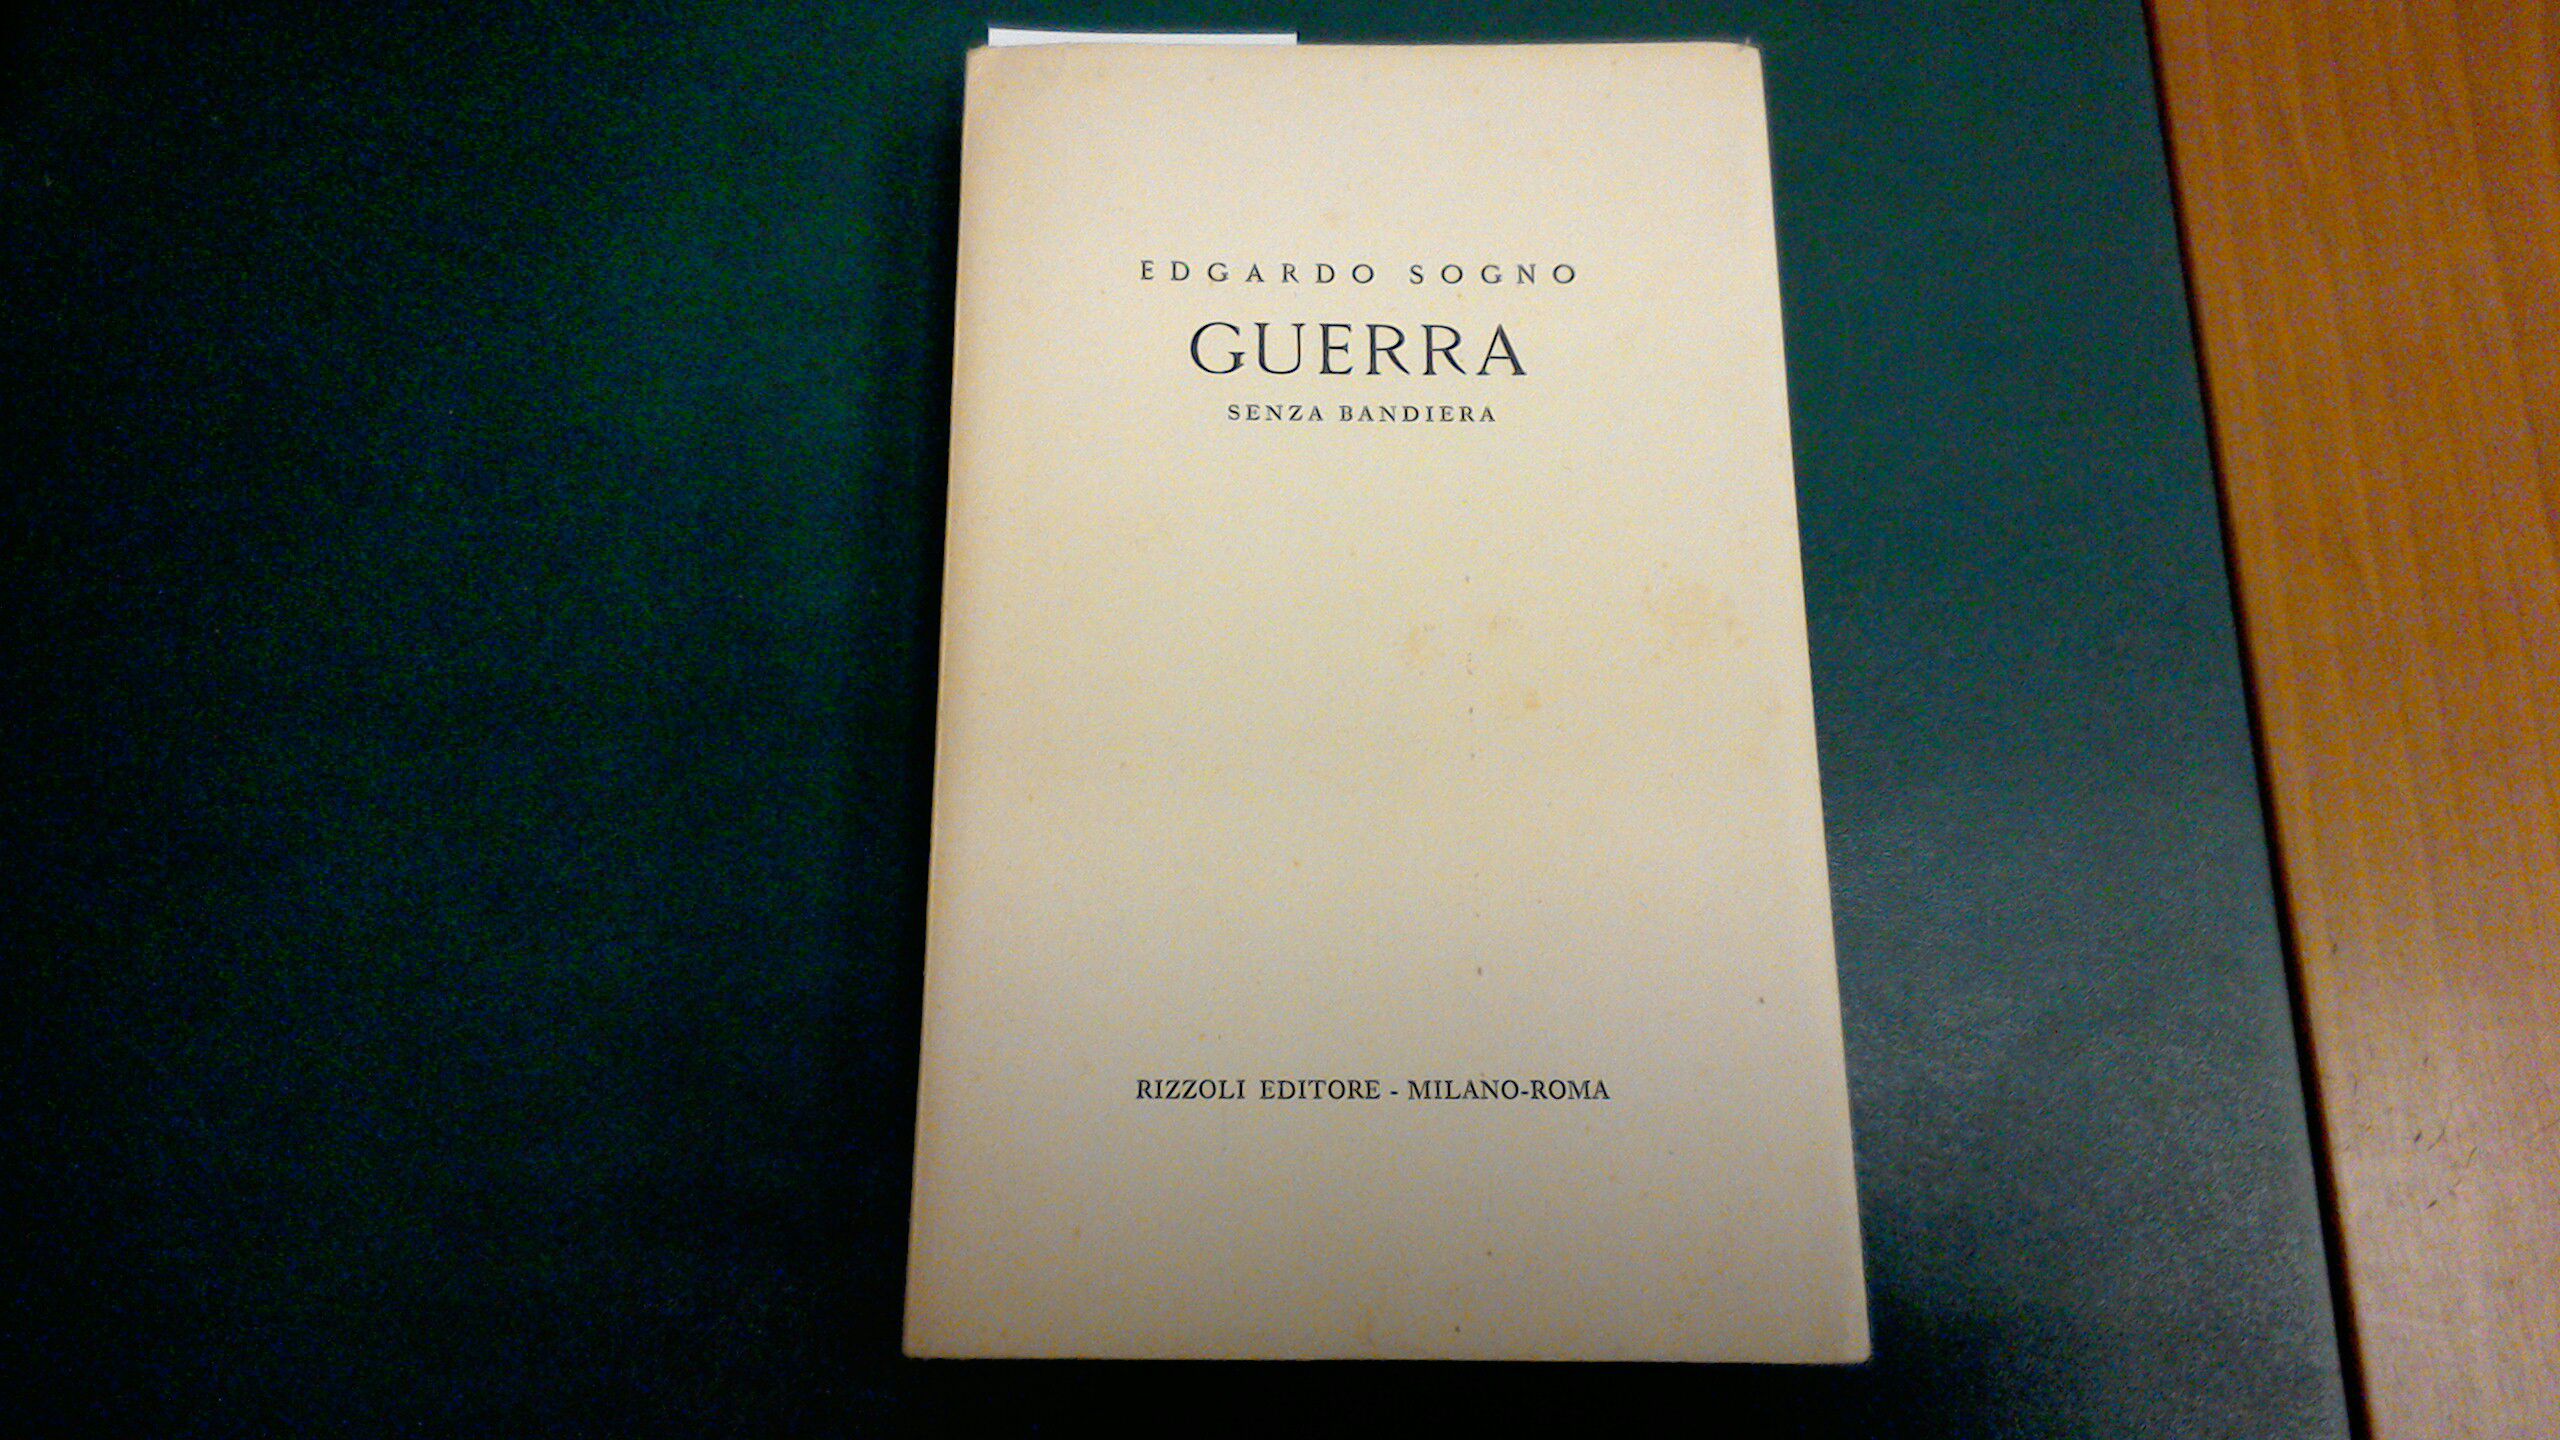 EDGARDO SOGNO
GUERRA
SENZA BANDIERA
RIZZOLI EDITORE - MILANO-ROMA